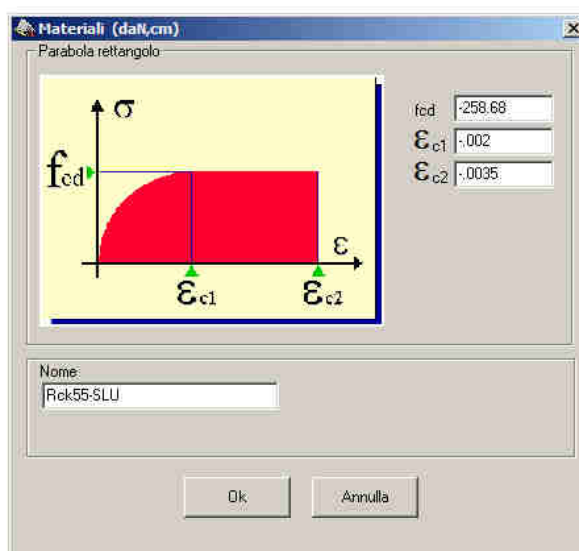 Materiali (daN,cm)
Parabola rettangolo
σ
fcd
ε
εc1
εc2
fcd -258.68
εc1 -.002
εc2 -.0035
Nome
Rck55-SLU
Ok
Annulla